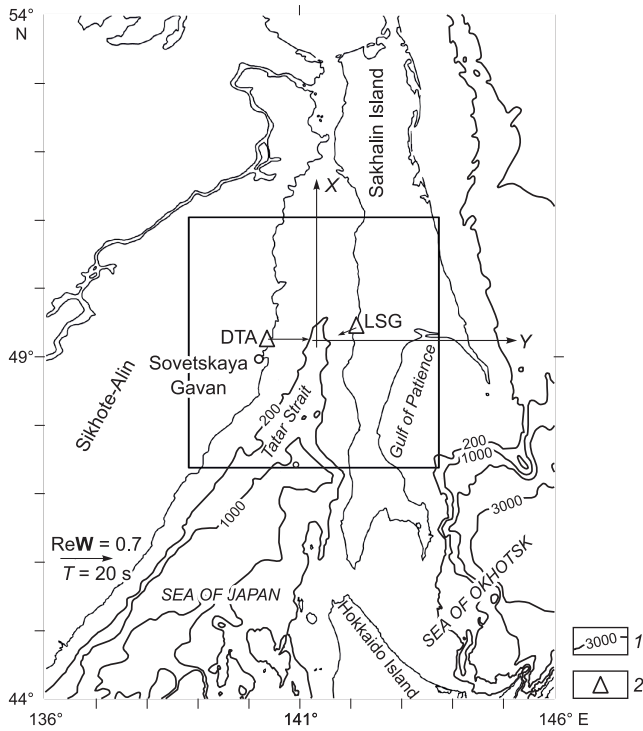 54°
N
Sakhalin Island
X
DTA
LSG
Y
49°
Sovetskaya
Gavan
Sikhote-Alin
200
Tatar Strait
Gulf of Patience
200
1000
1000
3000
ReW = 0.7
T = 20 s
SEA OF JAPAN
SEA OF OKHOTSK
Hokkaido Island
3000
1
2
44°
136°
141°
146° E